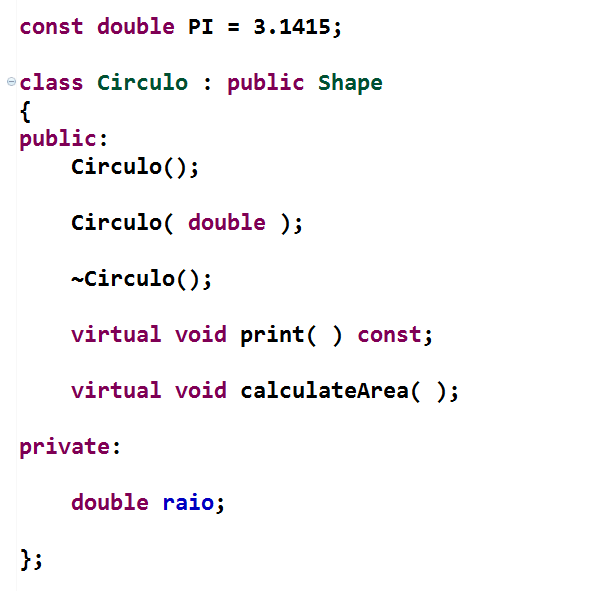 const double PI = 3.1415;
class Circulo : public Shape
{
public:
Circulo();
Circulo( double );
~Circulo();
virtual void print( ) const;
virtual void calculateArea( );
private:
double raio;
};